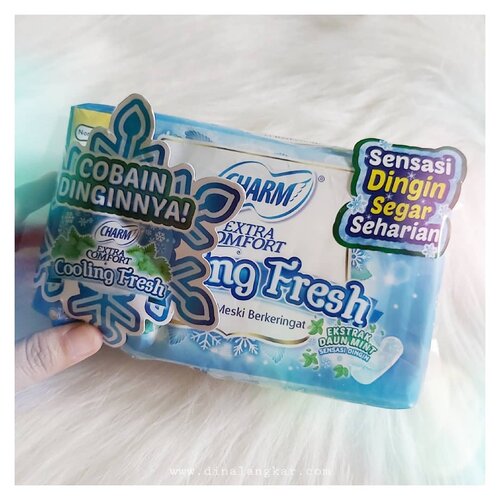 COBAIN
DINGINNYA!
CHARM
EXTRA
COMFORT
Cooling Fresh
CHARM®
EXTRA
COMFORT
Fresh
Meski Berkeringat
EKSTRAK
DAUN MINT
SENSASI DINGIN
Sensasi
Dingin
Segar
Seharian
www.dinalangkar.com